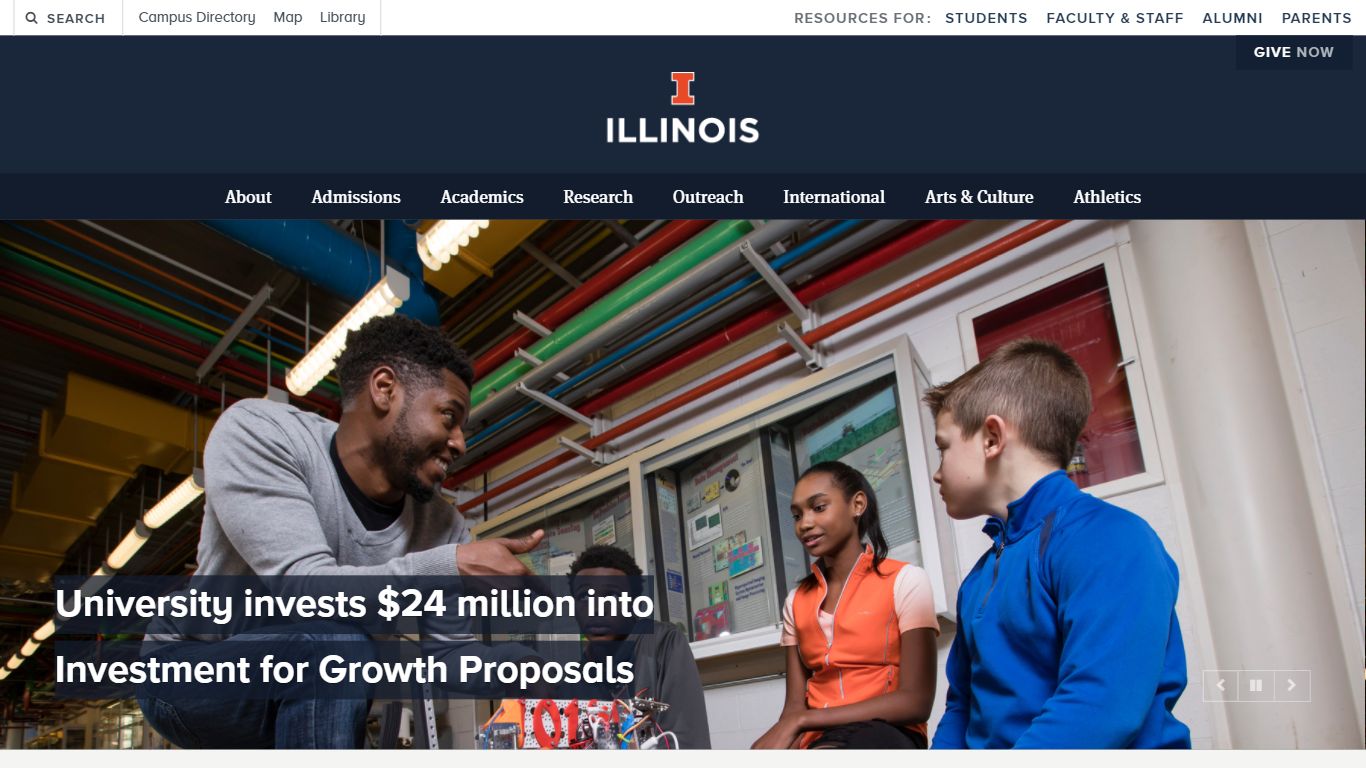 SEARCH
Campus Directory Map Library
RESOURCES FOR: STUDENTS FACULTY & STAFF ALUMNI PARENTS
GIVE NOW
I
ILLINOIS
About Admissions Academics Research Outreach International Arts & Culture Athletics
University invests $24 million into
Investment for Growth Proposals